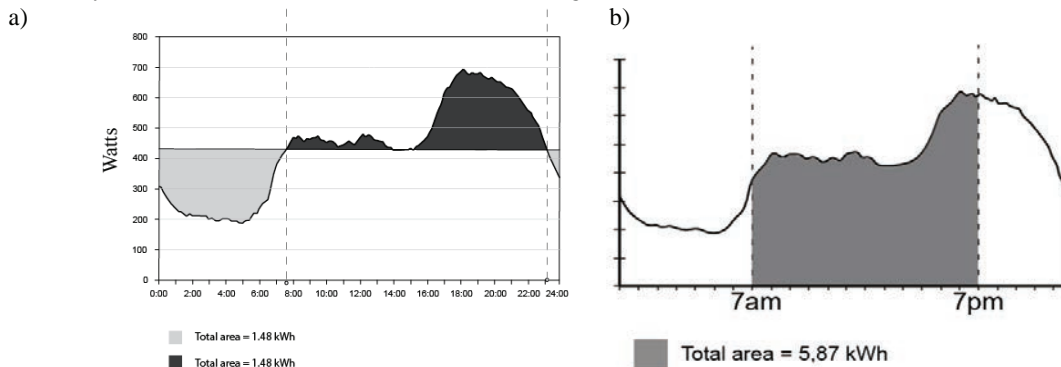 a)
b)
Watts
800
700
600
500
400
300
200
100
0
0:00 2:00 4:00 6:00 8:00 10:00 12:00 14:00 16:00 18:00 20:00 22:00 24:00
Total area = 1.48 kWh
Total area = 1.48 kWh
7am 7pm
Total area = 5,87 kWh